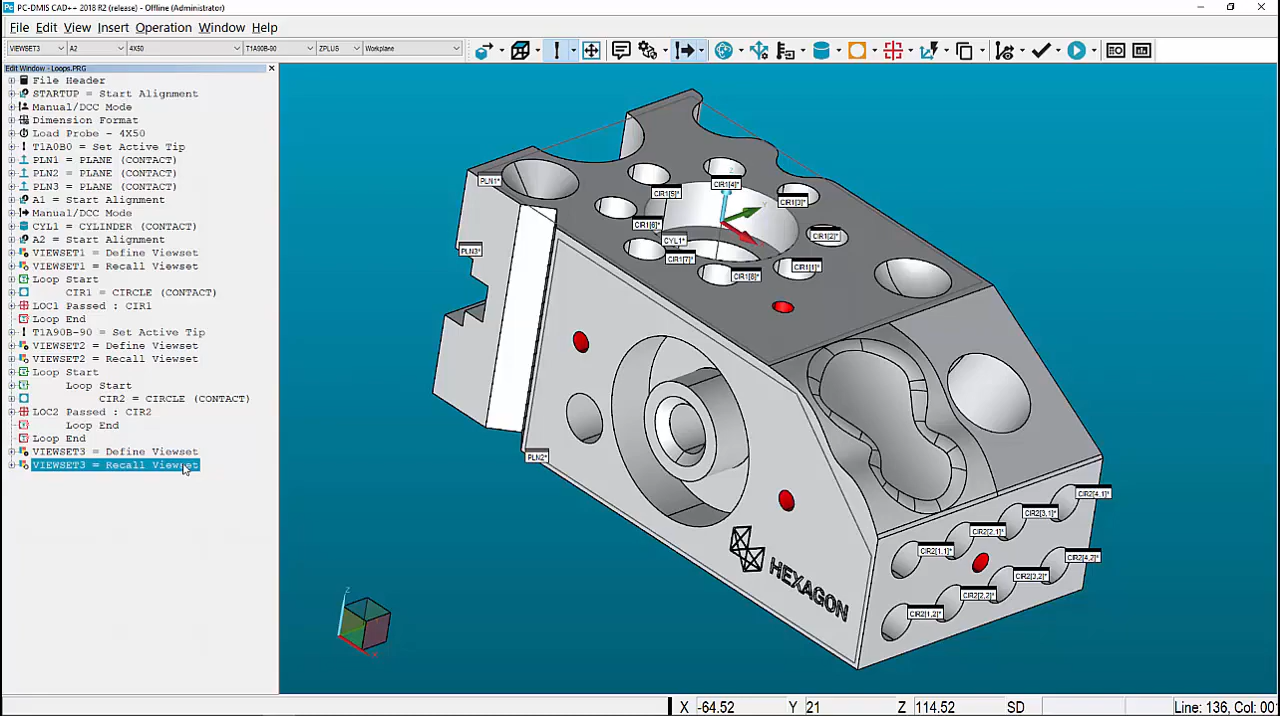 PC-DMIS CAD++ 2018 R2 (release) - Offline (Administrator)
File Edit View Insert Operation Window Help
VIEWSET3 A2 4X50 T1A90B-90 ZPLUS Workplane
Edit Window - Loops.PRG
File Header
STARTUP = Start Alignment
Manual/DCC Mode
Dimension Format
Load Probe - 4X50
T1A0B0 = Set Active Tip
PLN1 = PLANE (CONTACT)
PLN2 = PLANE (CONTACT)
PLN3 = PLANE (CONTACT)
A1 = Start Alignment
Manual/DCC Mode
CYL1 = CYLINDER (CONTACT)
A2 = Start Alignment
VIEWSET1 = Define Viewset
VIEWSET1 = Recall Viewset
Loop Start
CIR1 = CIRCLE (CONTACT)
LOC1 Passed : CIR1
Loop End
T1A90B-90 = Set Active Tip
VIEWSET2 = Define Viewset
VIEWSET2 = Recall Viewset
Loop Start
Loop Start
CIR2 = CIRCLE (CONTACT)
LOC2 Passed : CIR2
Loop End
Loop End
VIEWSET3 = Define Viewset
VIEWSET3 = Recall Viewset
PLN1*
CIR1[4]*
CIR1[5]*
CIR1[3]*
CIR1[6]*
CIR1[2]*
CYL1*
PLN3*
CIR1[7]*
CIR1[1]*
CIR1[8]*
PLN2*
CIR2[4,1]*
CIR2[3,1]*
CIR2[2,1]*
CIR2[1,1]*
CIR2[4,2]*
CIR2[3,2]*
CIR2[2,2]*
CIR2[1,2]*
HEXAGON
Z
X -64.52 Y 21 Z 114.52 SD Line: 136, Col: 00